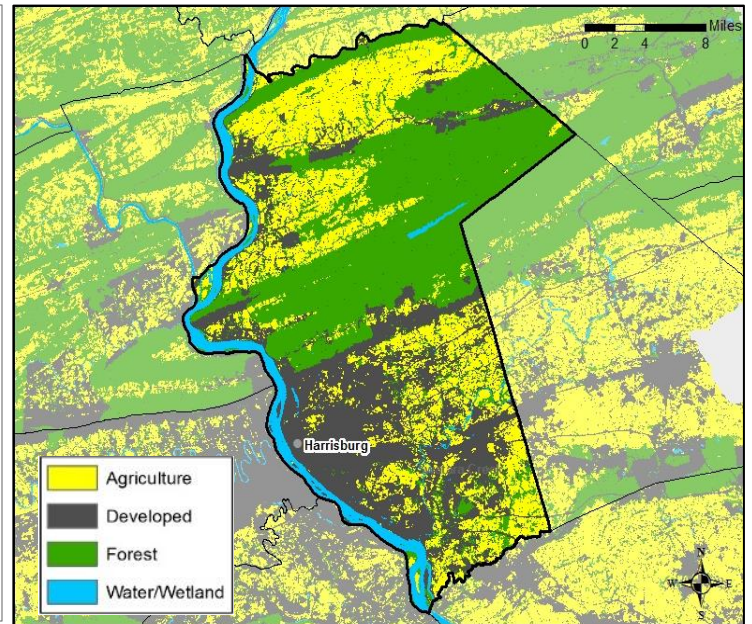 Miles
0 2 4 8
Harrisburg
Agriculture
Developed
Forest
Water/Wetland
N
W E
S